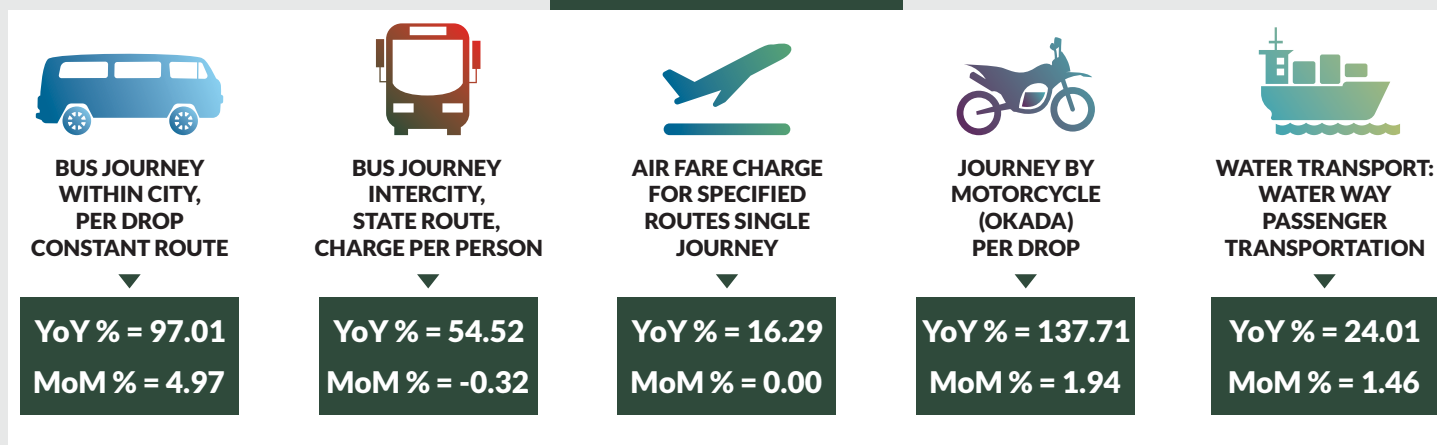 BUS JOURNEY
WITHIN CITY,
PER DROP
CONSTANT ROUTE
YoY % = 97.01
MoM % = 4.97
BUS JOURNEY
INTERCITY,
STATE ROUTE,
CHARGE PER PERSON
YoY % = 54.52
MoM % = -0.32
AIR FARE CHARGE
FOR SPECIFIED
ROUTES SINGLE
JOURNEY
YoY % = 16.29
MoM % = 0.00
JOURNEY BY
MOTORCYCLE
(OKADA)
PER DROP
YoY % = 137.71
MoM % = 1.94
WATER TRANSPORT:
WATER WAY
PASSENGER
TRANSPORTATION
YoY % = 24.01
MoM % = 1.46